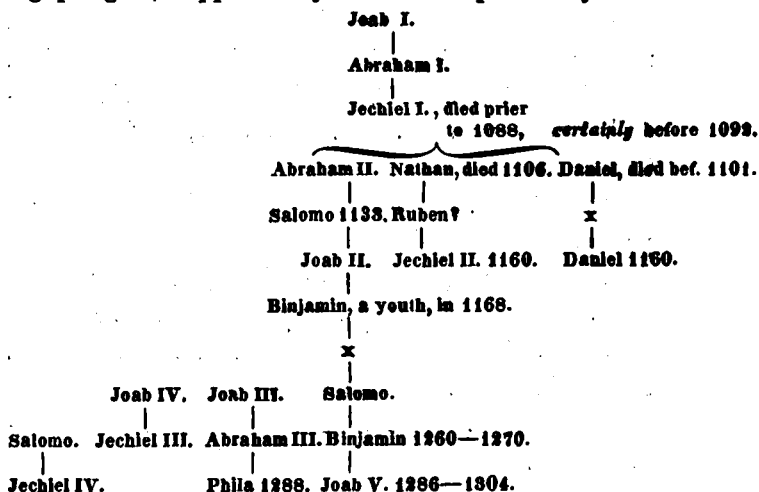 Joab I.
Abraham I.
Jechiel I., died prior
to 1088, certainly before 1092.
Abraham II. Nathan, died 1106. Daniel, died bef. 1101.
Salomo 1133. Ruben? x
Joab II. Jechiel II. 1160. Daniel 1160.
Binjamin, a youth, in 1168.
x
Joab IV. Joab III. Salomo.
Salomo. Jechiel III. Abraham III. Binjamin 1260—1270.
Jechiel IV. Phila 1288. Joab V. 1286—1304.